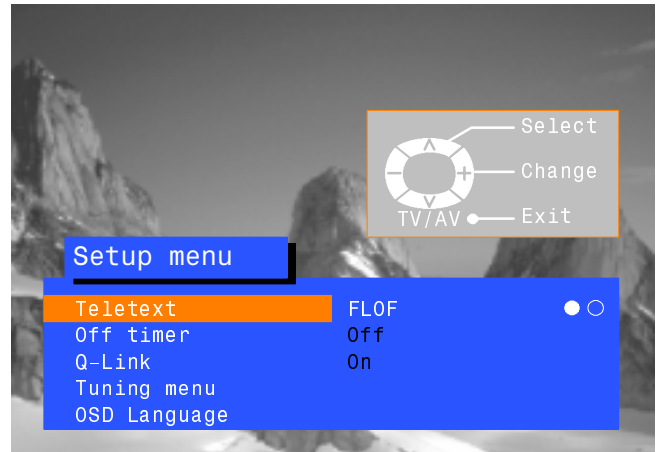 Select
Change
TV/AV Exit
Setup menu
Teletext FLOF
Off timer Off
Q-Link On
Tuning menu
OSD Language